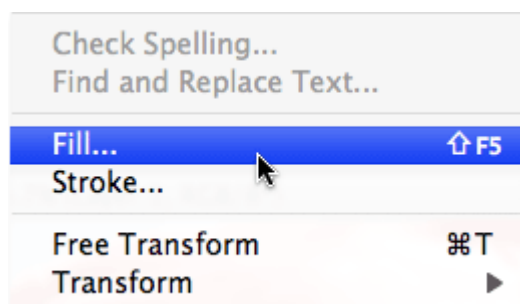 Check Spelling...
Find and Replace Text...
Fill... ⇧F5
Stroke...
Free Transform ⌘T
Transform ▶